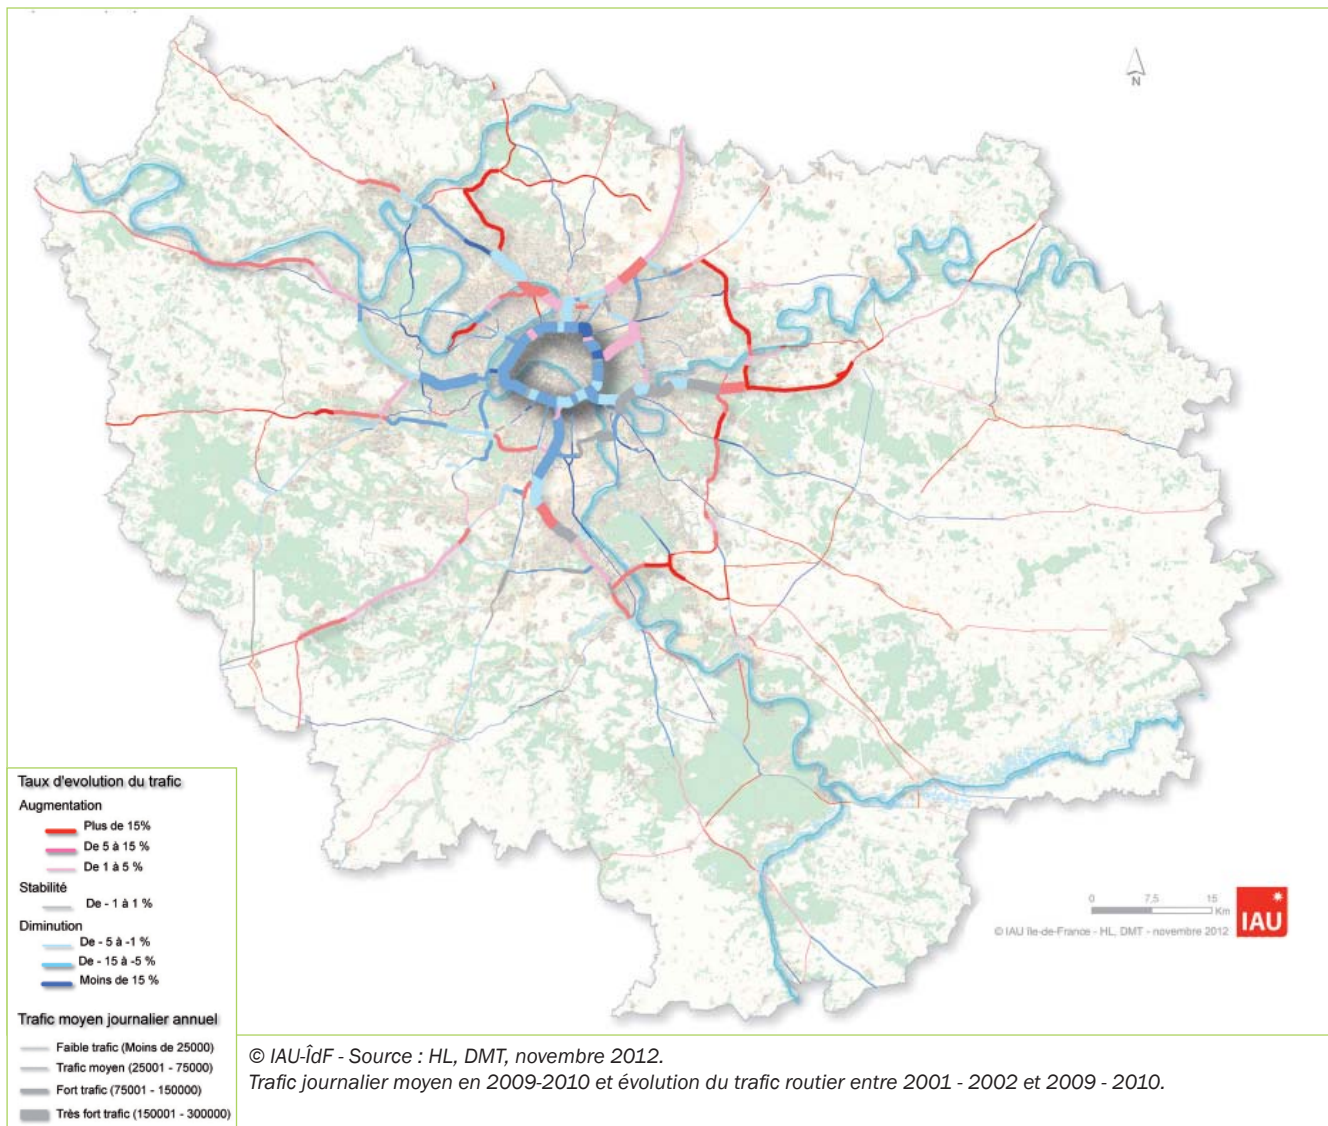 N
Taux d'evolution du trafic
Augmentation
Plus de 15%
De 5 à 15 %
De 1 à 5 %
Stabilité
De - 1 à 1 %
Diminution
De - 5 à -1 %
De - 15 à -5 %
Moins de 15 %
Trafic moyen journalier annuel
Faible trafic (Moins de 25000)
Trafic moyen (25001 - 75000)
Fort trafic (75001 - 150000)
Très fort trafic (150001 - 300000)
0 7,5 15
Km
© IAU Ile-de-France - HL, DMT - novembre 2012
IAU
© IAU-ÎdF - Source : HL, DMT, novembre 2012.
Trafic journalier moyen en 2009-2010 et évolution du trafic routier entre 2001 - 2002 et 2009 - 2010.